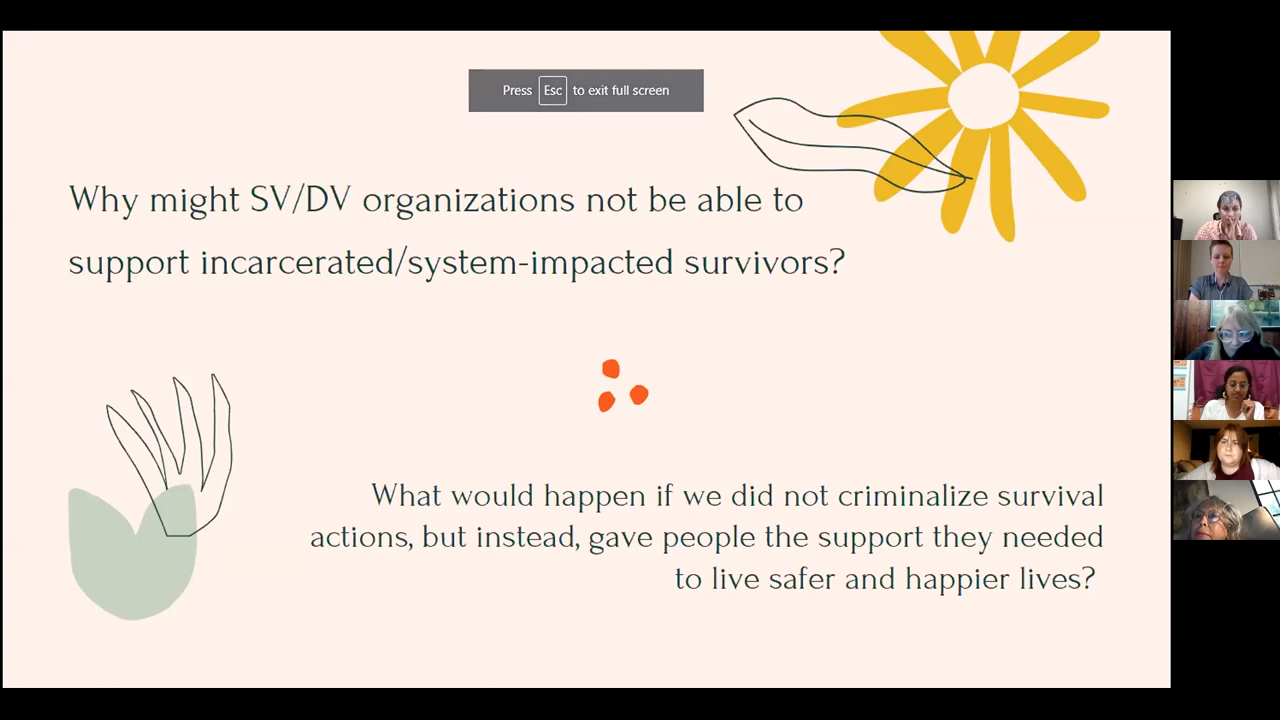 Press Esc to exit full screen
Why might SV/DV organizations not be able to
support incarcerated/system-impacted survivors?
What would happen if we did not criminalize survival
actions, but instead, gave people the support they needed
to live safer and happier lives?